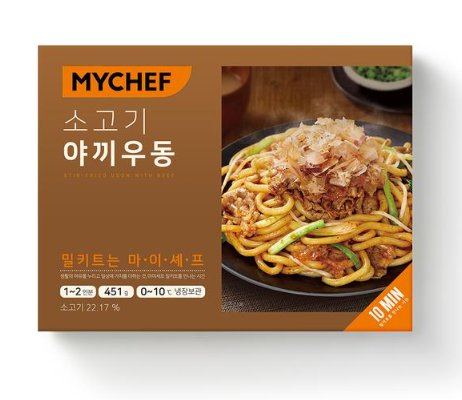 MYCHEF
소고기
야끼우동
STIR-FRIED UDON WITH BEEF
밀키트는 마·이·셰·프
1~2 인분 451 g 0~10℃ 냉장보관
소고기 22.17 %
10 MIN